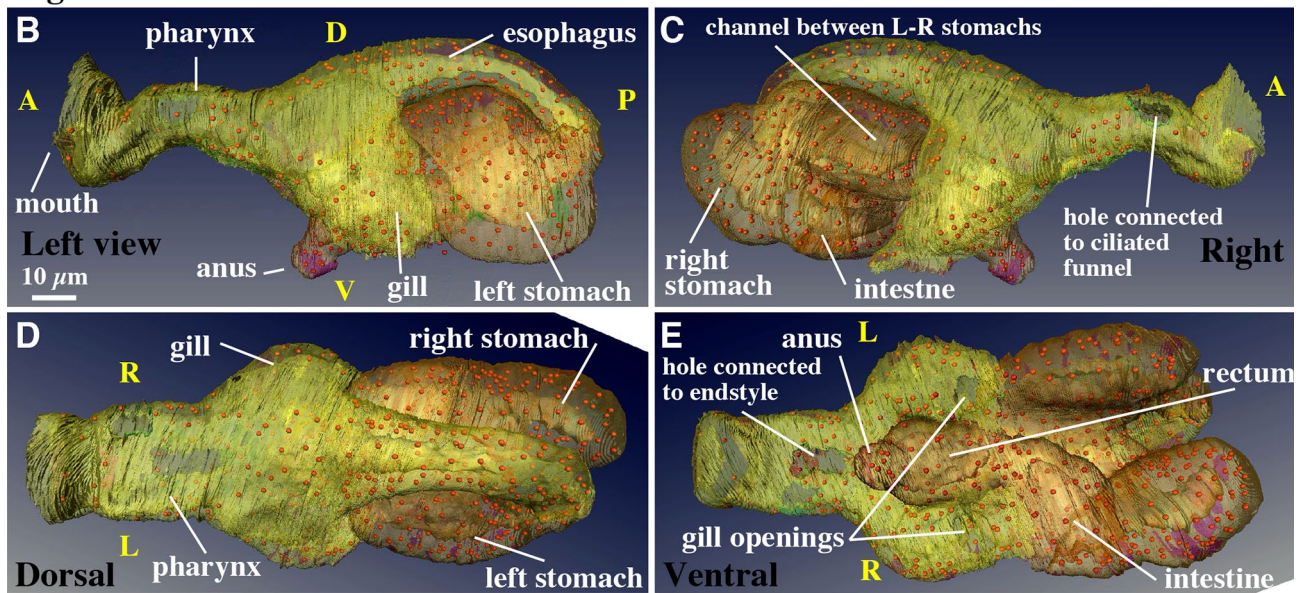 B
pharynx
D
esophagus
A
P
mouth
Left view
10 µm
anus
V
gill
left stomach
C
channel between L-R stomachs
A
right
stomach
intestne
hole connected
to ciliated
funnel
Right
D
gill
R
right stomach
L
pharynx
Dorsal
left stomach
E
L
anus
hole connected
to endstyle
rectum
gill openings
R
Ventral
intestine